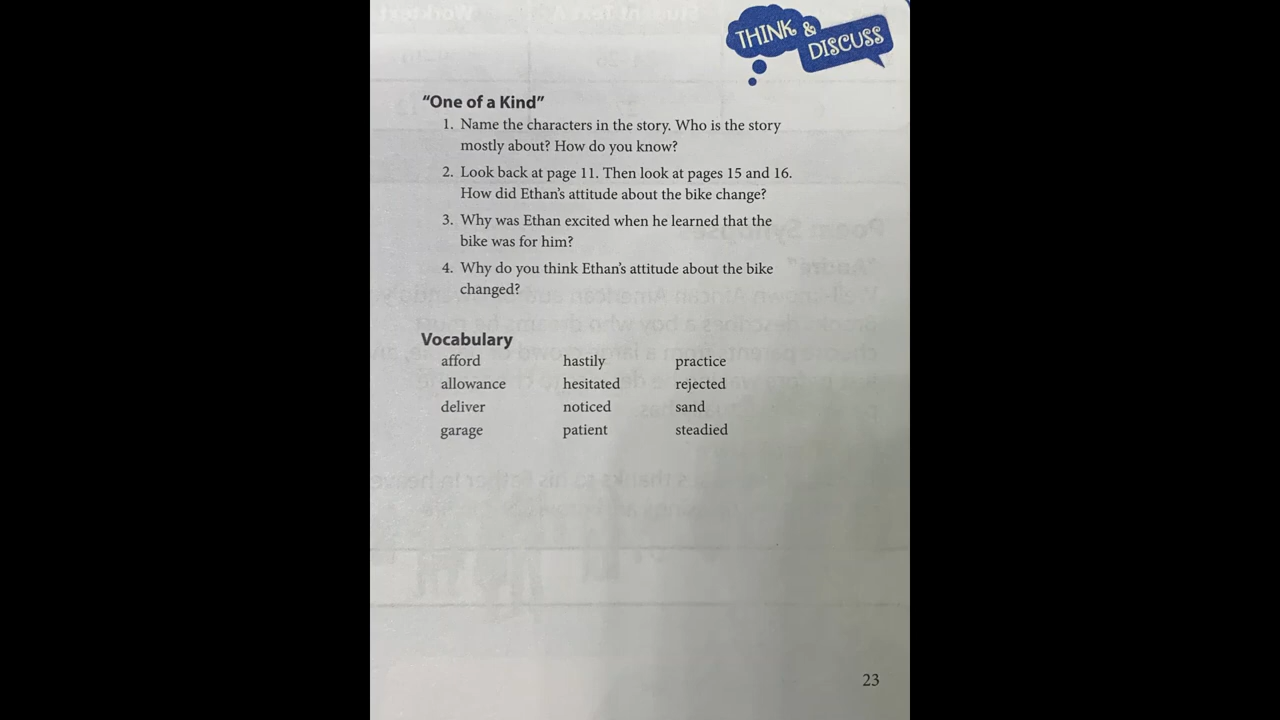 THINK &
DISCUSS
“One of a Kind”
1. Name the characters in the story. Who is the story
mostly about? How do you know?
2. Look back at page 11. Then look at pages 15 and 16.
How did Ethan’s attitude about the bike change?
3. Why was Ethan excited when he learned that the
bike was for him?
4. Why do you think Ethan’s attitude about the bike
changed?
Vocabulary
afford hastily practice
allowance hesitated rejected
deliver noticed sand
garage patient steadied
23